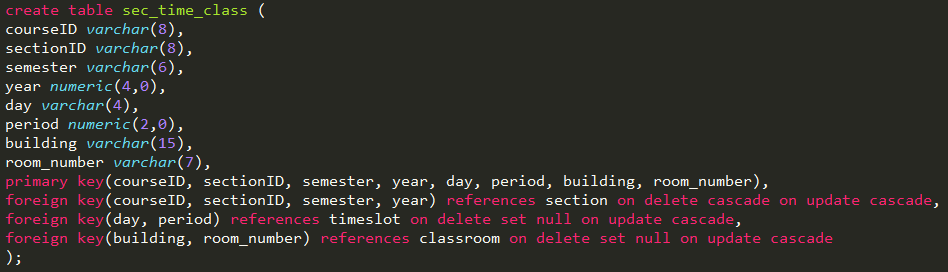 create table sec_time_class (
courseID varchar(8),
sectionID varchar(8),
semester varchar(6),
year numeric(4,0),
day varchar(4),
period numeric(2,0),
building varchar(15),
room_number varchar(7),
primary key(courseID, sectionID, semester, year, day, period, building, room_number),
foreign key(courseID, sectionID, semester, year) references section on delete cascade on update cascade,
foreign key(day, period) references timeslot on delete set null on update cascade,
foreign key(building, room_number) references classroom on delete set null on update cascade
);